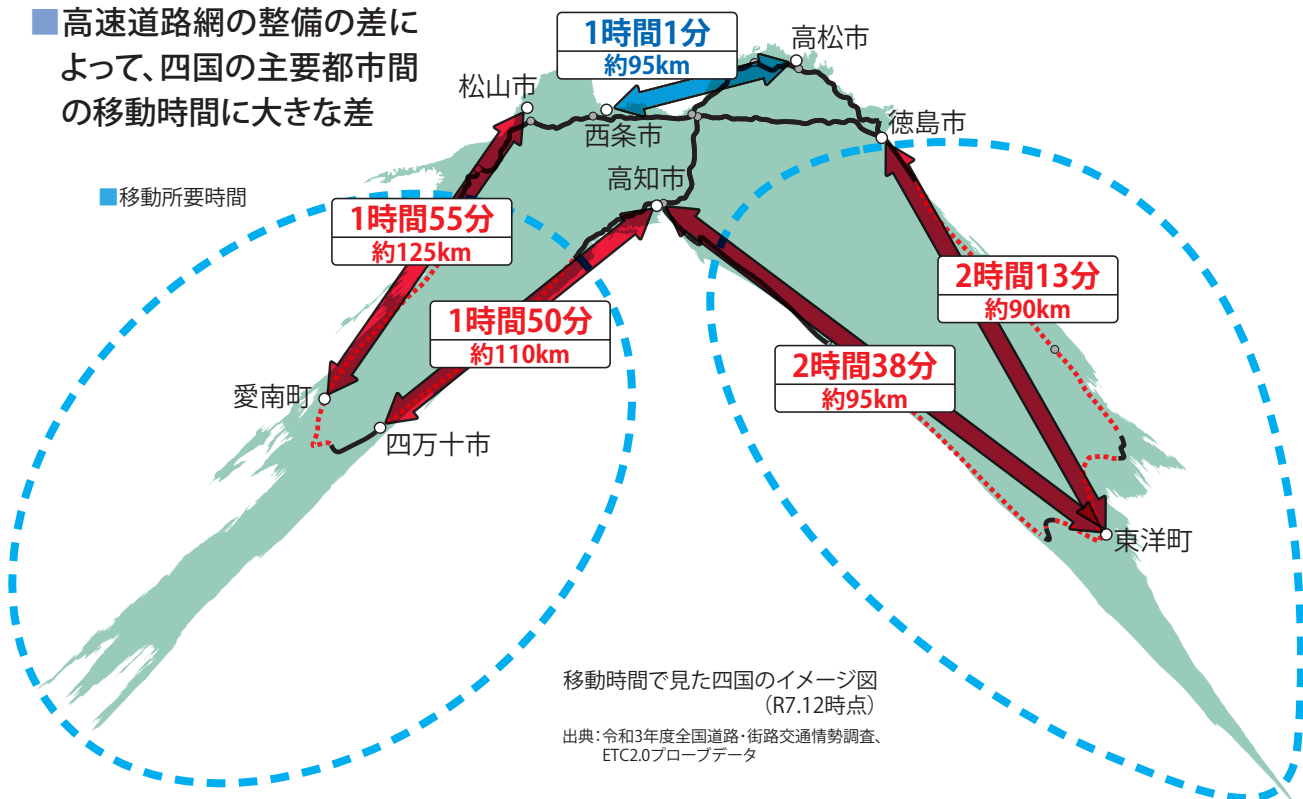 ■高速道路網の整備の差に
よって、四国の主要都市間
の移動時間に大きな差
■移動所要時間
1時間1分
約95km
高松市
松山市
西条市
徳島市
高知市
1時間55分
約125km
2時間13分
約90km
1時間50分
約110km
2時間38分
約95km
愛南町
四万十市
東洋町
移動時間で見た四国のイメージ図
(R7.12時点)
出典:令和3年度全国道路・街路交通情勢調査、
ETC2.0プローブデータ